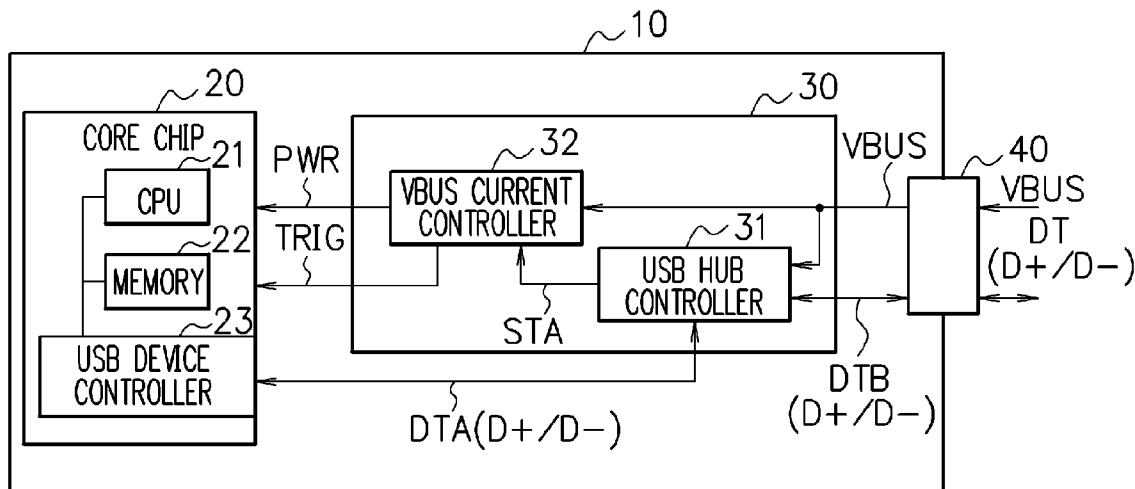 10
20
30
CORE CHIP
21
CPU
22
MEMORY
23
USB DEVICE
CONTROLLER
PWR
TRIG
32
VBUS CURRENT
CONTROLLER
31
USB HUB
CONTROLLER
STA
VBUS
40
VBUS
DT
(D+/D-)
DTA(D+/D-)
DTB
(D+/D-)